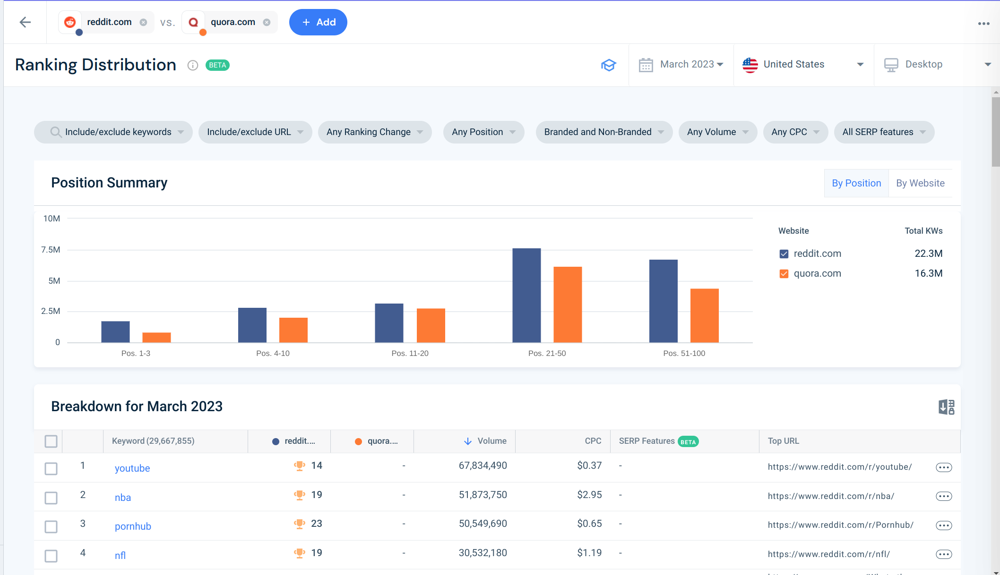 reddit.com vs. quora.com + Add
Ranking Distribution BETA March 2023 United States Desktop
Include/exclude keywords Include/exclude URL Any Ranking Change Any Position Branded and Non-Branded Any Volume Any CPC All SERP features
Position Summary By Position By Website
10M
7.5M
5M
2.5M
0
Pos. 1-3 Pos. 4-10 Pos. 11-20 Pos. 21-50 Pos. 51-100
Website Total KWs
reddit.com 22.3M
quora.com 16.3M
Breakdown for March 2023
Keyword (29,667,855) reddit.... quora.... Volume CPC SERP Features BETA Top URL
1 youtube 14 - 67,834,490 $0.37 - https://www.reddit.com/r/youtube/
2 nba 19 - 51,873,750 $2.95 - https://www.reddit.com/r/nba/
3 pornhub 23 - 50,549,690 $0.65 - https://www.reddit.com/r/Pornhub/
4 nfl 19 - 30,532,180 $1.19 - https://www.reddit.com/r/nfl/